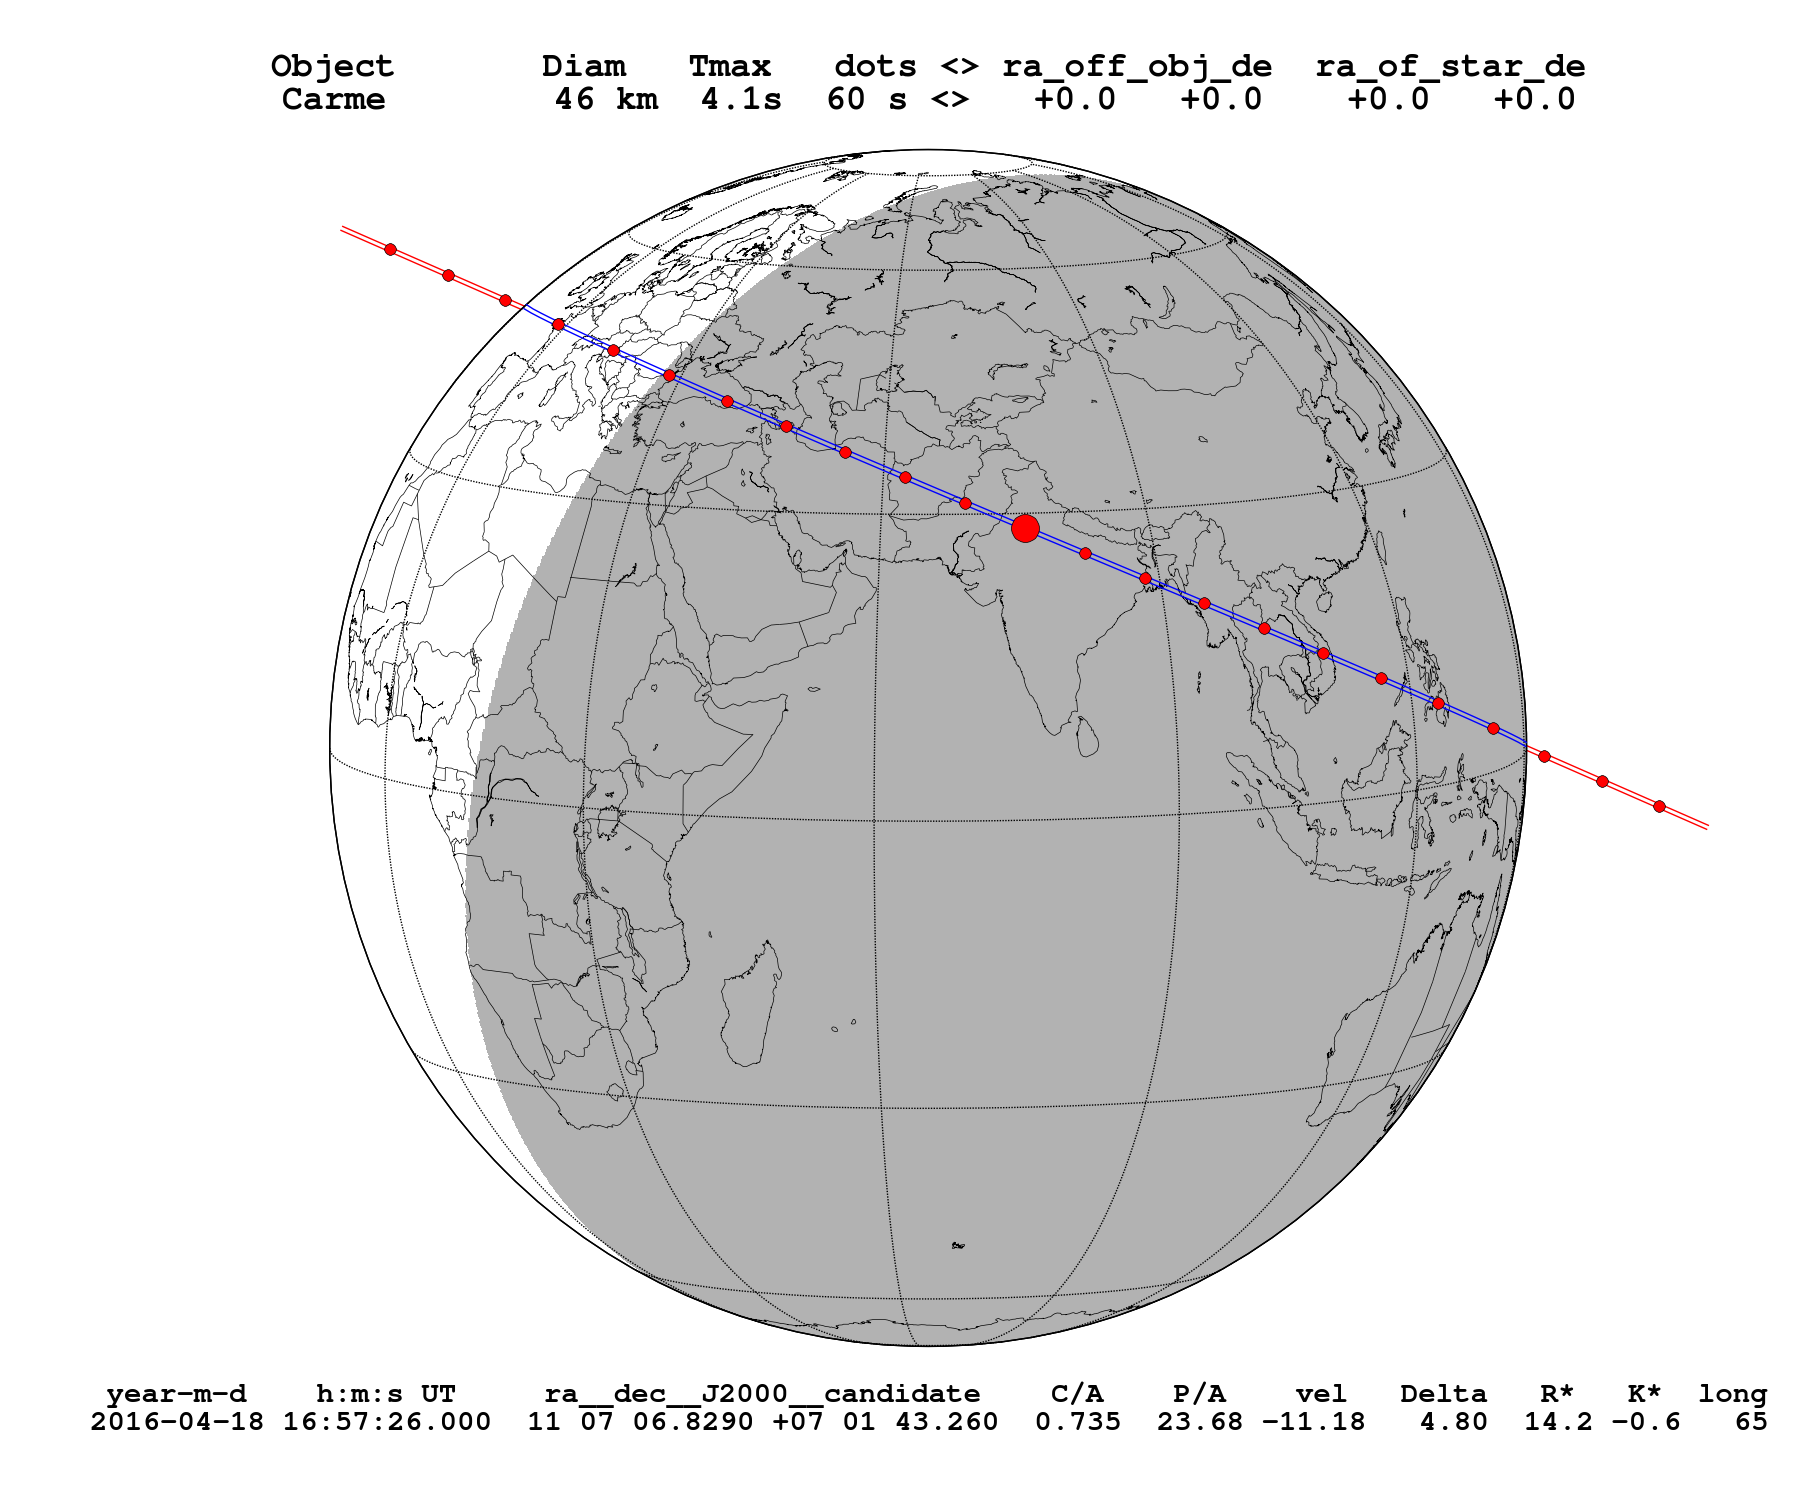 Object Diam Tmax dots <> ra_off_obj_de ra_of_star_de
Carme 46 km 4.1s 60 s <> +0.0 +0.0 +0.0 +0.0
year-m-d h:m:s UT ra__dec__J2000__candidate C/A P/A vel Delta R* K* long
2016-04-18 16:57:26.000 11 07 06.8290 +07 01 43.260 0.735 23.68 -11.18 4.80 14.2 -0.6 65